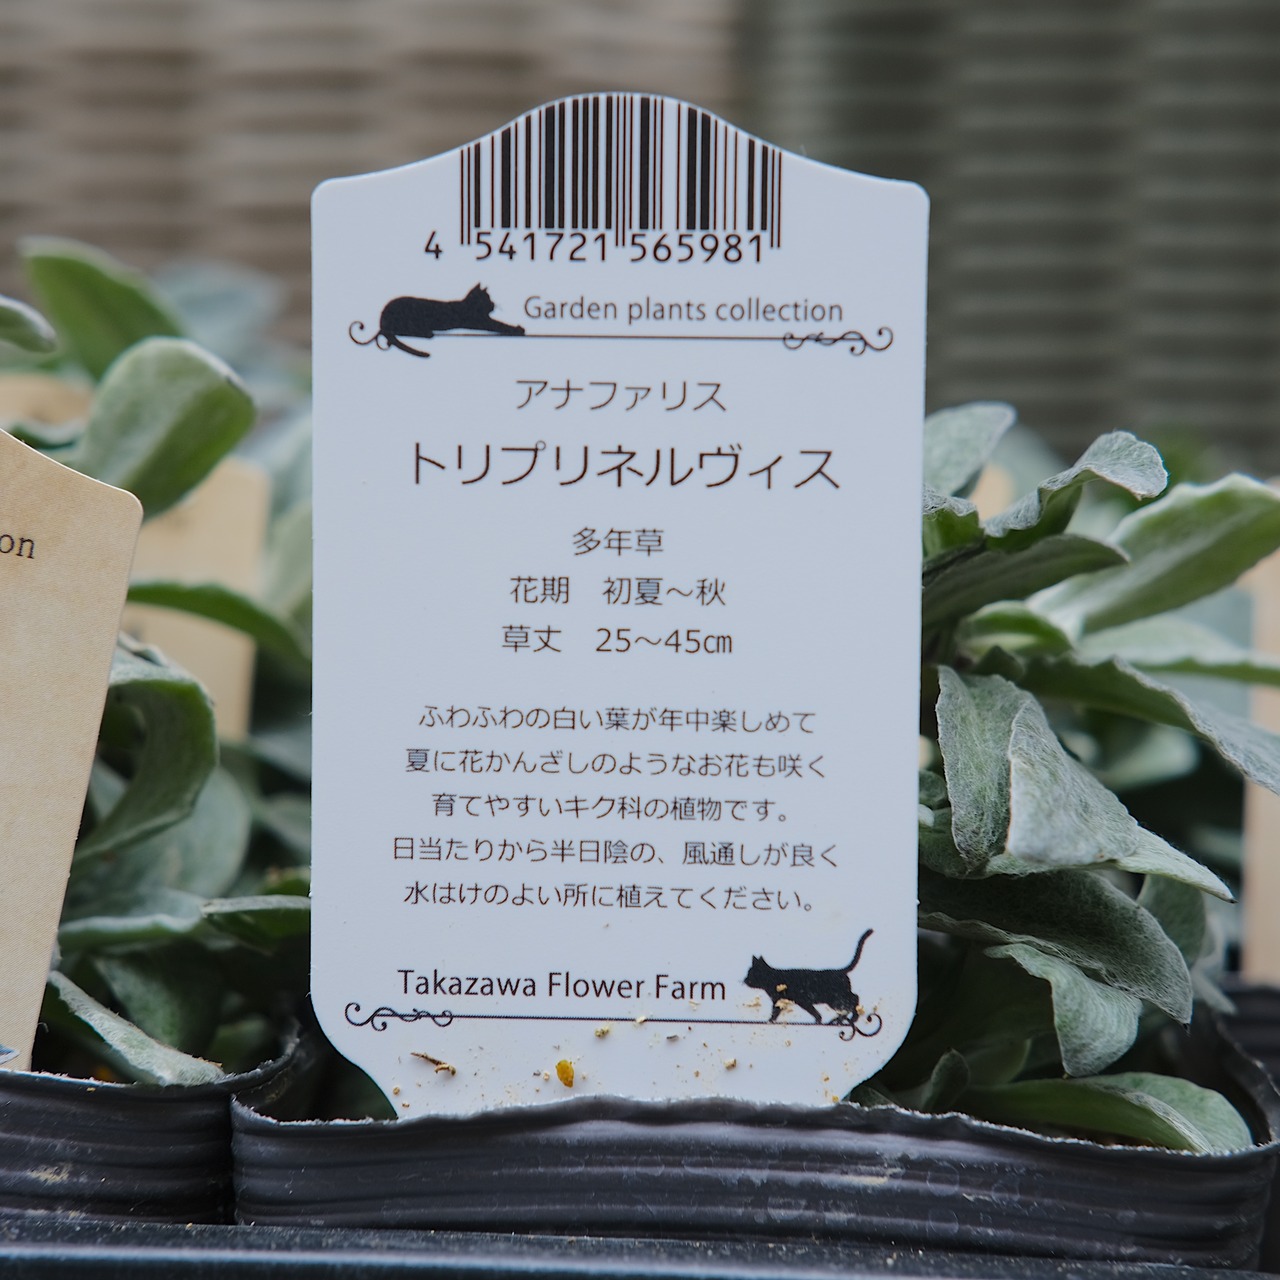 4 541721 565981
Garden plants collection
アナファリス
トリプリネルヴィス
多年草
花期 初夏～秋
草丈 25～45㎝
ふわふわの白い葉が年中楽しめて
夏に花かんざしのようなお花も咲く
育てやすいキク科の植物です。
日当たりから半日陰の、風通しが良く
水はけのよい所に植えてください。
Takazawa Flower Farm
on